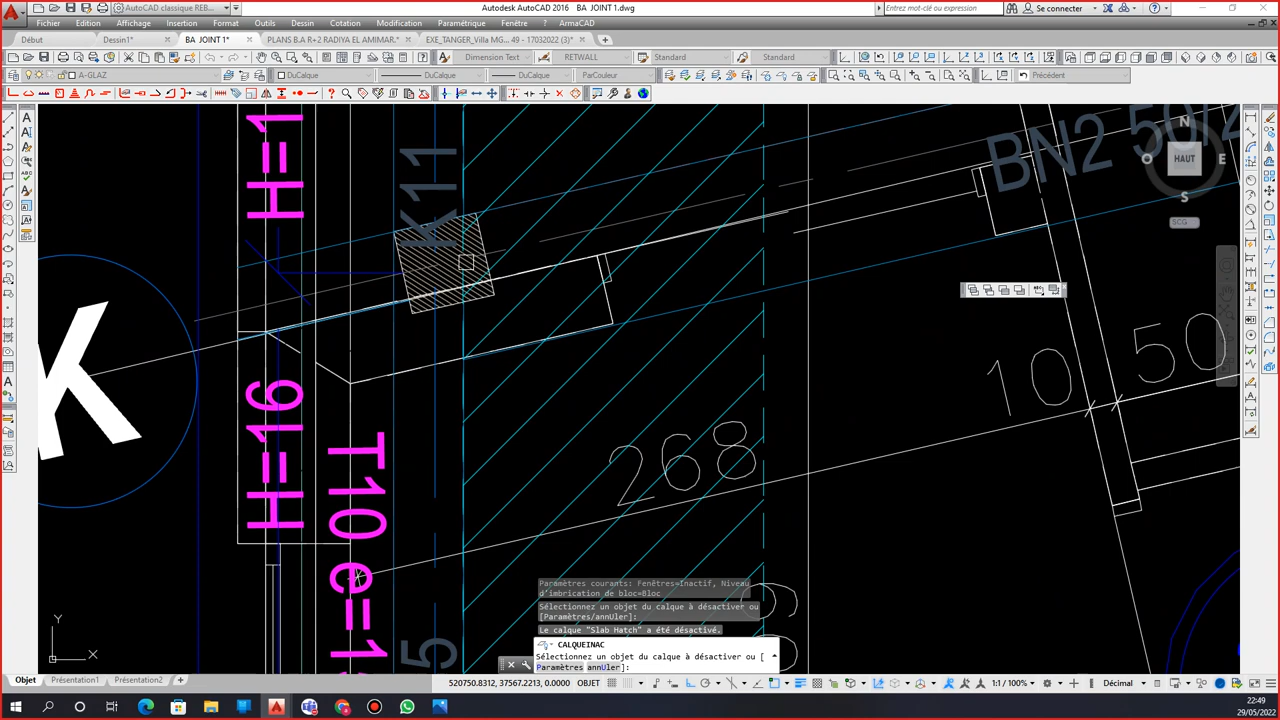 AutoCAD classique REB...
Autodesk AutoCAD 2016 BA JOINT 1.dwg
Entrez mot-clé ou expression
Se connecter
Fichier Edition Affichage Insertion Format Outils Dessin Cotation Modification Paramétrique Fenêtre ? ArmaCAD
Début
Dessin1*
BA JOINT 1*
PLANS B.A R+2 RADIYA EL AMIMAR.*
EXE_TANGER_Villa MG... 49 - 17032022 (3)*
Dimension Text
RETWALL
Standard
Standard
A-GLAZ
DuCalque
DuCalque
DuCalque
ParCouleur
Précédent
H=1
K11
BN2 50/2
N
O HAUT E
S
SCG
K
H=16
T10 e=1
268
10
50
5
Paramètres courants: Fenêtres=Inactif, Niveau
d'imbrication de bloc=Bloc
Sélectionnez un objet du calque à désactiver ou
[Paramètres/annUler]:
Le calque "Slab Hatch" a été désactivé.
CALQUEINAC
Sélectionnez un objet du calque à désactiver ou [
Paramètres annUler]:
Y
X
Objet Présentation1 Présentation2 +
520750.8312, 37567.2213, 0.0000 OBJET
1:1 / 100%
Décimal
22:49
29/05/2022